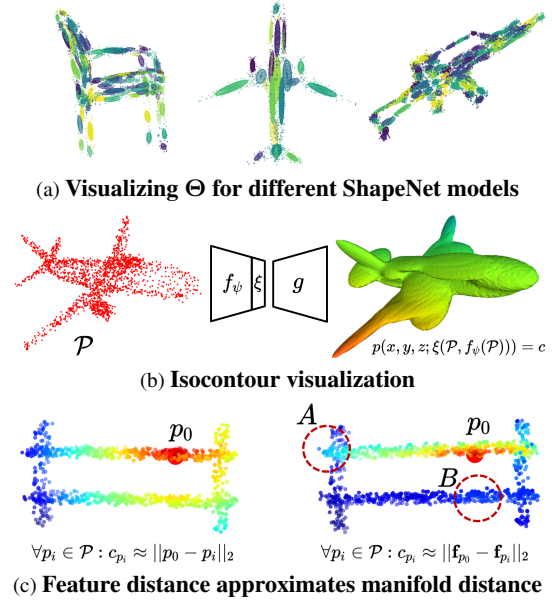 (a) Visualizing Θ for different ShapeNet models
f_ψ ξ g
𝒫
p(x, y, z; ξ(𝒫, f_ψ(𝒫))) = c
(b) Isocontour visualization
p_0 A p_0
B
∀p_i ∈ 𝒫 : c_{p_i} ≈ ||p_0 − p_i||_2 ∀p_i ∈ 𝒫 : c_{p_i} ≈ ||𝐟_{p_0} − 𝐟_{p_i}||_2
(c) Feature distance approximates manifold distance